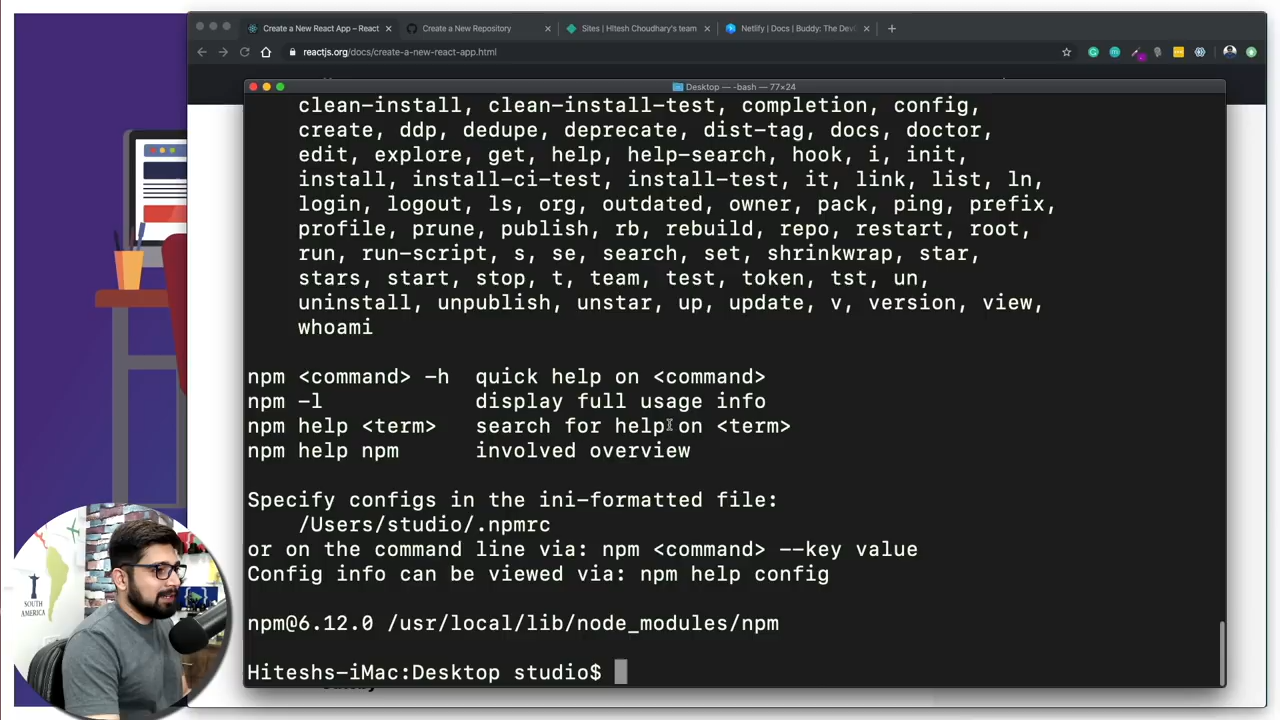 Create a New React App – React
Create a New Repository
Sites | Hitesh Choudhary's team
Netlify | Docs | Buddy: The Dev
reactjs.org/docs/create-a-new-react-app.html
Desktop — -bash — 77×24
clean-install, clean-install-test, completion, config,
create, ddp, dedupe, deprecate, dist-tag, docs, doctor,
edit, explore, get, help, help-search, hook, i, init,
install, install-ci-test, install-test, it, link, list, ln,
login, logout, ls, org, outdated, owner, pack, ping, prefix,
profile, prune, publish, rb, rebuild, repo, restart, root,
run, run-script, s, se, search, set, shrinkwrap, star,
stars, start, stop, t, team, test, token, tst, un,
uninstall, unpublish, unstar, up, update, v, version, view,
whoami
npm <command> -h  quick help on <command>
npm -l            display full usage info
npm help <term>   search for help on <term>
npm help npm      involved overview
Specify configs in the ini-formatted file:
/Users/studio/.npmrc
or on the command line via: npm <command> --key value
Config info can be viewed via: npm help config
npm@6.12.0 /usr/local/lib/node_modules/npm
Hiteshs-iMac:Desktop studio$
SOUTH
AMERICA